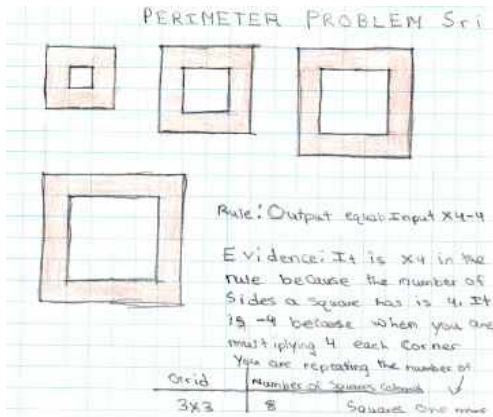 PERIMETER PROBLEM Sri
Rule: Output equals Input x4-4
Evidence: It is x4 in the
rule because the number of
sides a square has is 4. It
is -4 because when you are
multiplying 4 each corner
you are repeating the number of
Grid Number of Squares
3x3 8 Square one